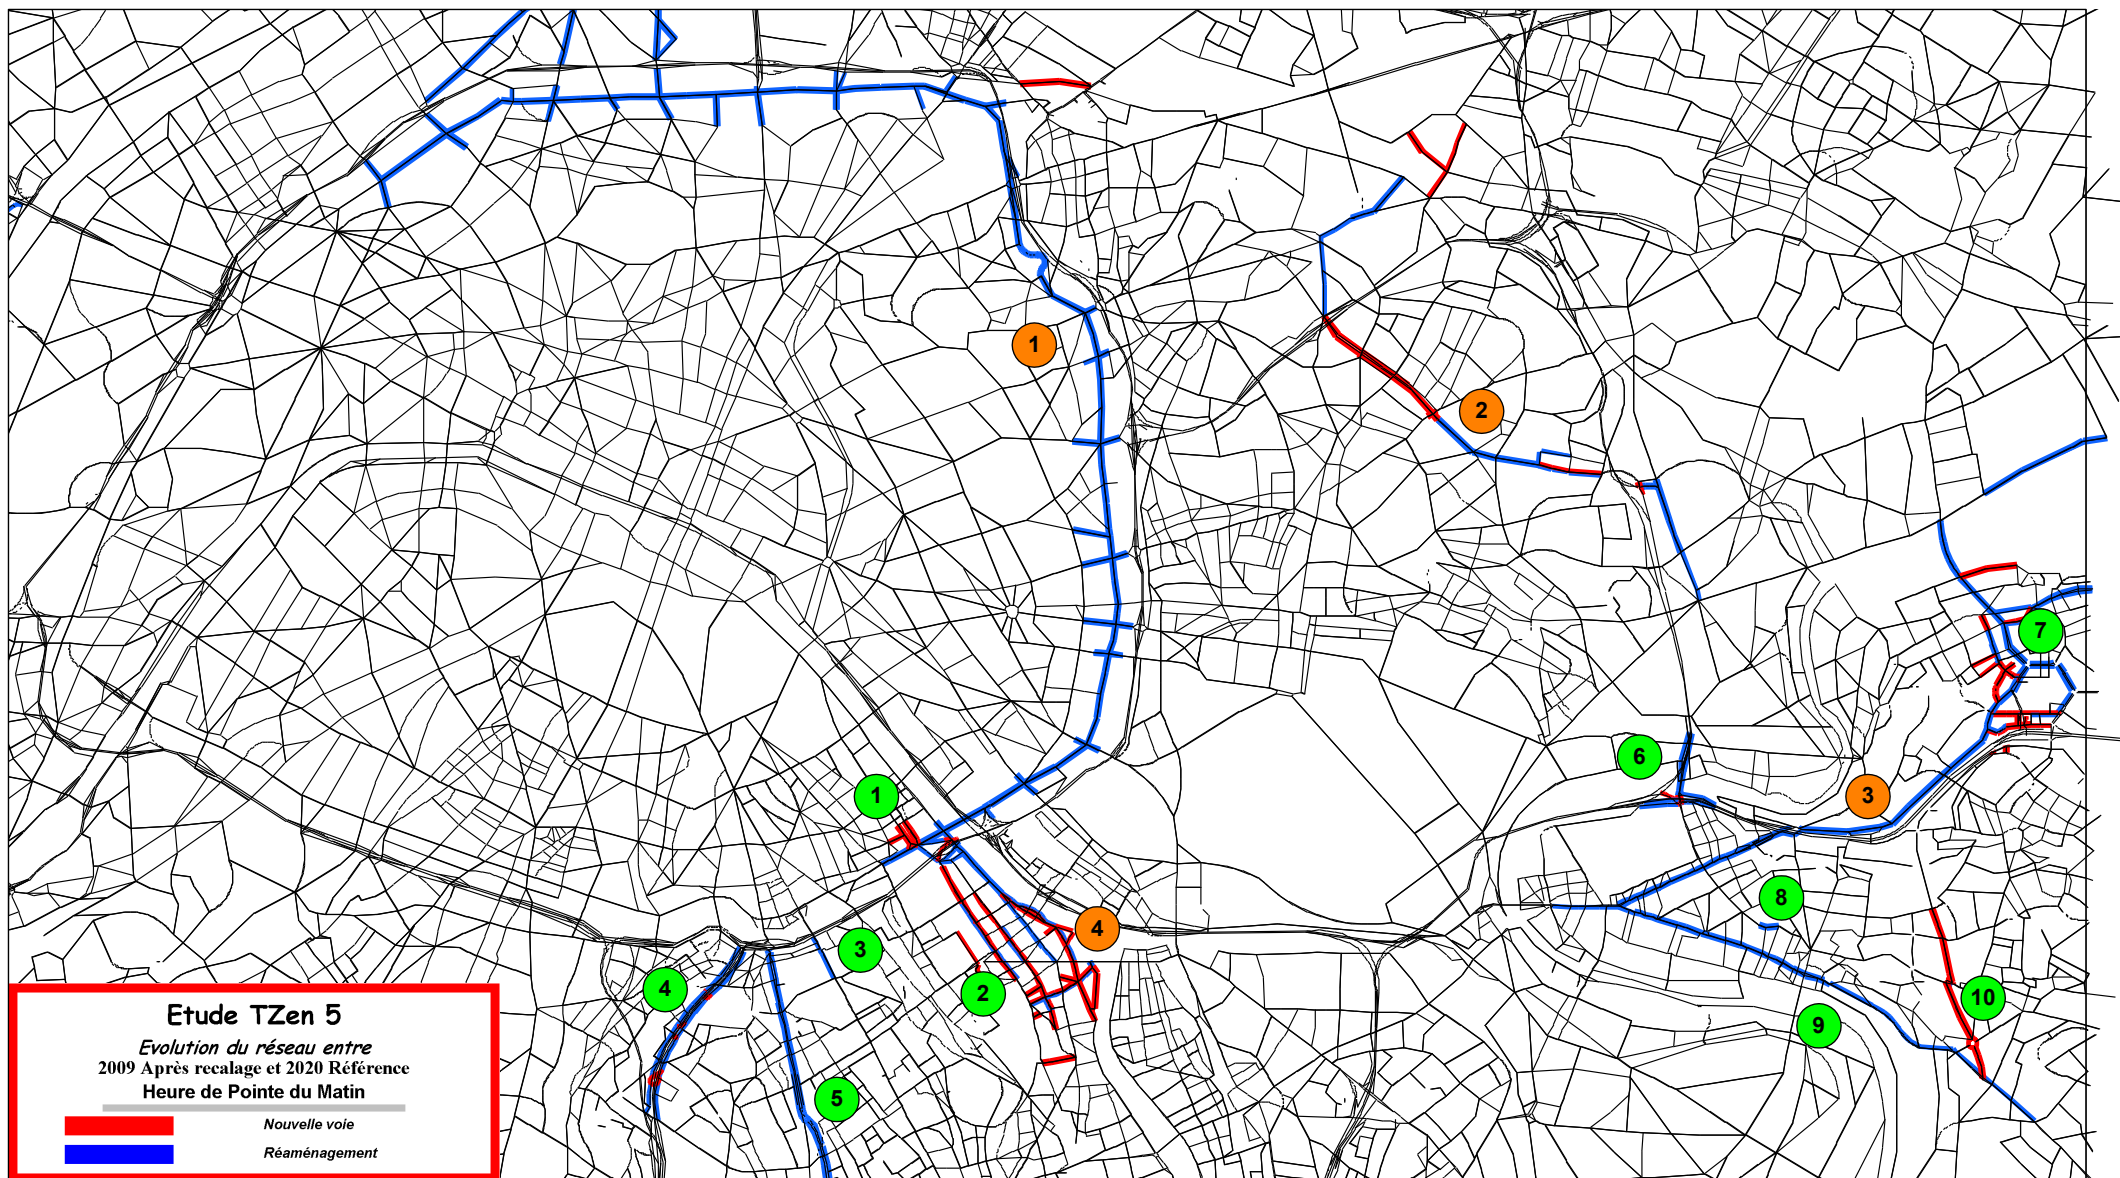 1
2
7
6
1
3
8
4
3
4
2
10
9
5
Etude TZen 5
Evolution du réseau entre
2009 Après recalage et 2020 Référence
Heure de Pointe du Matin
Nouvelle voie
Réaménagement